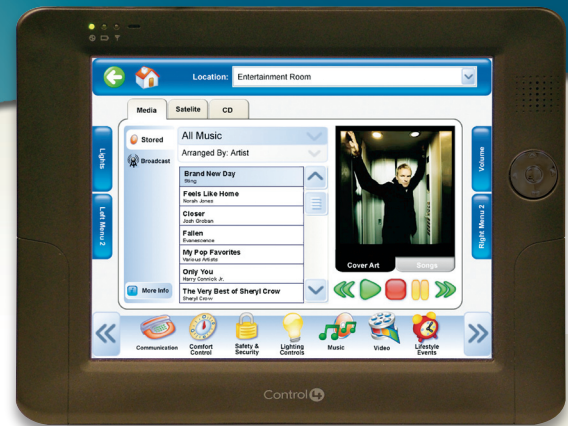 Location: Entertainment Room
Media Satelite CD
Stored
Broadcast
All Music
Arranged By: Artist
Brand New Day
Sting
Feels Like Home
Norah Jones
Closer
Josh Groban
Fallen
Evanescence
My Pop Favorites
Various Artists
Only You
Harry Connick Jr.
The Very Best of Sheryl Crow
Sheryl Crow
More Info
Cover Art Songs
Lights
Left Menu 2
Volume
Right Menu 2
Communication
Comfort
Control
Safety &
Security
Lighting
Controls
Music
Video
Lifestyle
Events
Control4